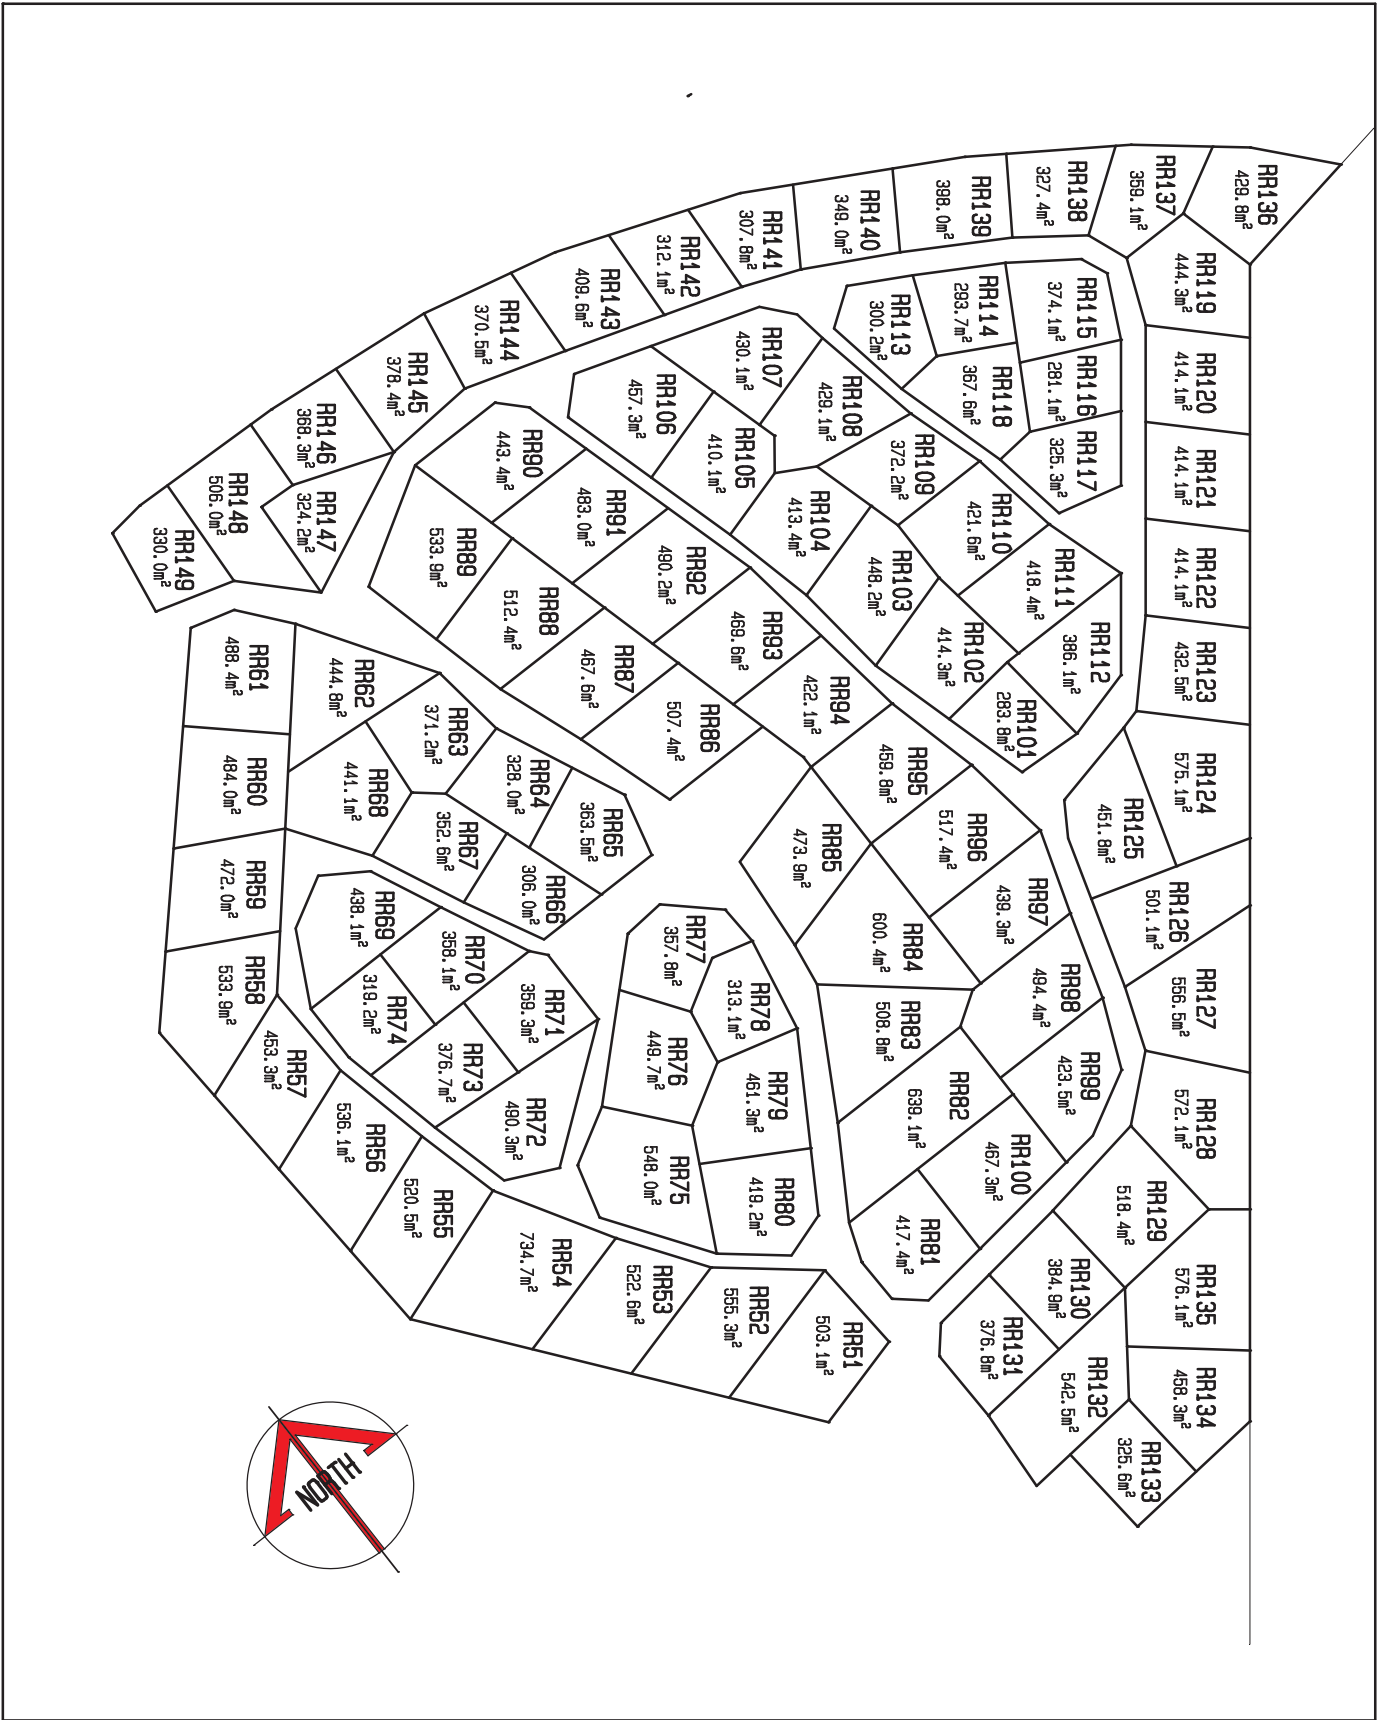 RR136
429.8m²
RR137
359.1m²
RR138
327.4m²
RR139
398.0m²
RR140
349.0m²
RR141
307.8m²
RR142
312.1m²
RR143
409.6m²
RR144
370.5m²
RR145
378.4m²
RR146
368.3m²
RR147
324.2m²
RR148
506.0m²
RR149
330.0m²
RR119
444.3m²
RR120
414.1m²
RR121
414.1m²
RR122
414.1m²
RR123
432.5m²
RR124
575.1m²
RR125
451.8m²
RR126
501.1m²
RR127
556.5m²
RR128
572.1m²
RR129
518.4m²
RR130
384.9m²
RR131
376.8m²
RR132
542.5m²
RR133
325.6m²
RR134
458.3m²
RR135
576.1m²
RR115
374.1m²
RR114
293.7m²
RR113
300.2m²
RR116
281.1m²
RR118
367.6m²
RR117
325.3m²
RR107
430.1m²
RR106
457.3m²
RR108
429.1m²
RR105
410.1m²
RR109
372.2m²
RR104
413.4m²
RR110
421.6m²
RR103
448.2m²
RR111
418.4m²
RR102
414.3m²
RR112
386.1m²
RR101
283.8m²
RR90
443.4m²
RR91
483.0m²
RR92
490.2m²
RR93
469.6m²
RR94
422.1m²
RR95
459.8m²
RR96
517.4m²
RR97
439.3m²
RR98
494.4m²
RR99
423.5m²
RR100
467.3m²
RR89
533.9m²
RR88
512.4m²
RR87
467.6m²
RR86
507.4m²
RR85
473.9m²
RR84
600.4m²
RR83
508.8m²
RR82
639.1m²
RR81
417.4m²
RR77
357.8m²
RR78
313.1m²
RR76
449.7m²
RR79
461.3m²
RR75
548.0m²
RR80
419.2m²
RR61
488.4m²
RR62
444.8m²
RR63
371.2m²
RR64
328.0m²
RR65
363.5m²
RR68
441.1m²
RR67
352.6m²
RR66
306.0m²
RR60
484.0m²
RR59
472.0m²
RR58
533.9m²
RR57
453.3m²
RR56
536.1m²
RR55
520.5m²
RR54
734.7m²
RR53
522.6m²
RR52
555.3m²
RR51
503.1m²
RR69
438.1m²
RR70
358.1m²
RR71
359.3m²
RR74
319.2m²
RR73
376.7m²
RR72
490.3m²
NORTH